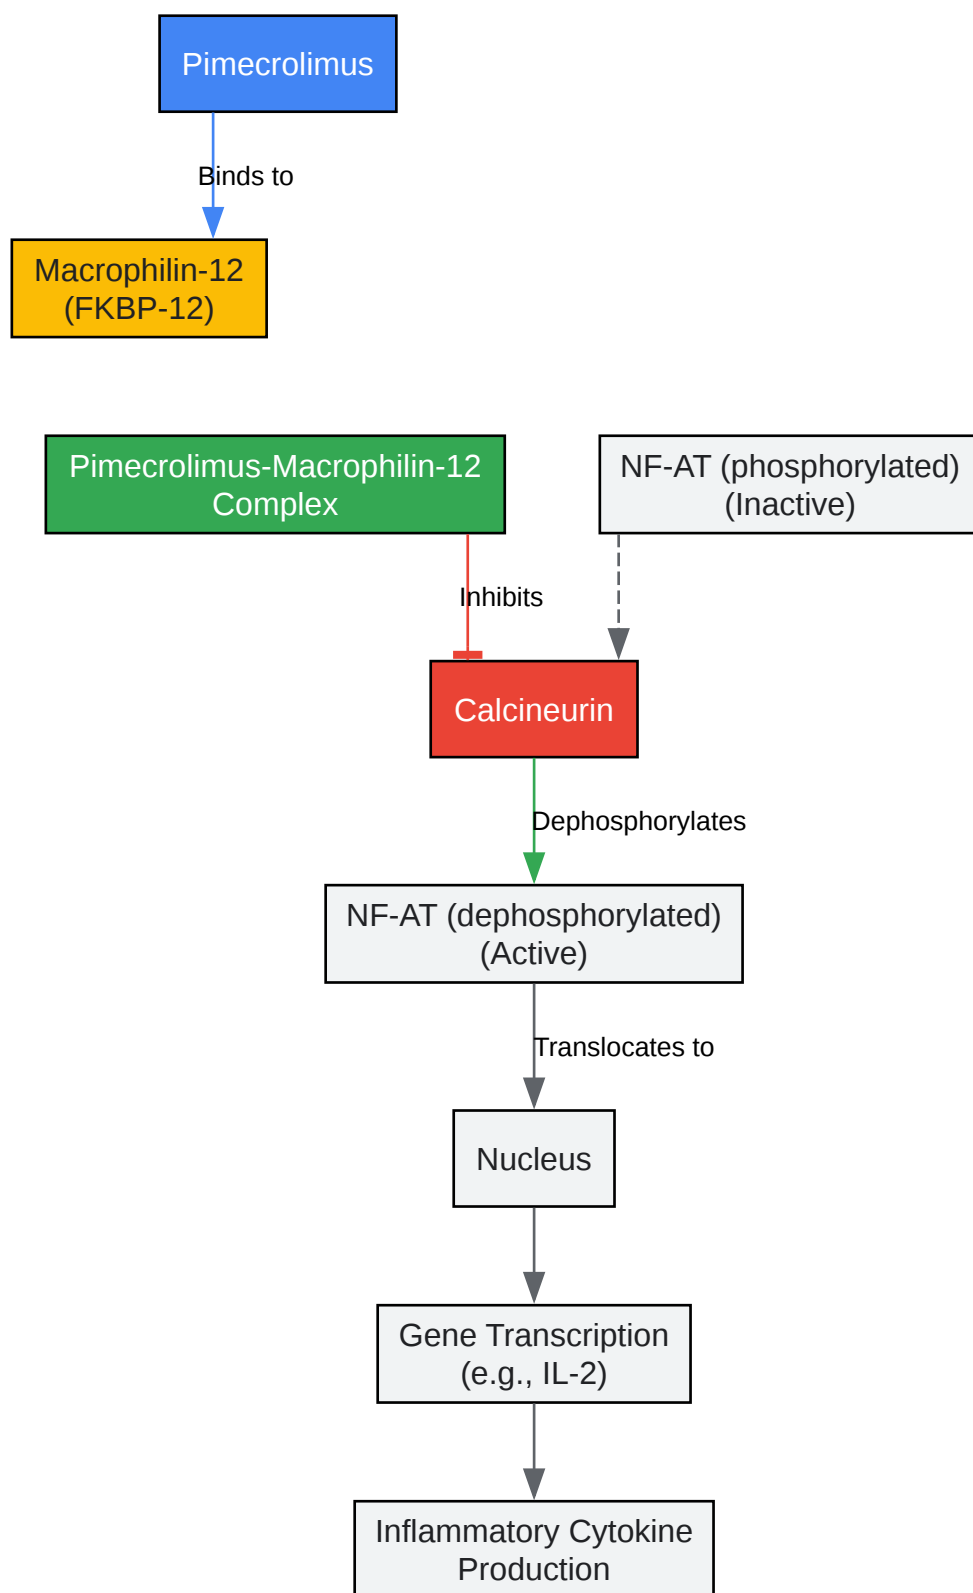 Pimecrolimus
Binds to
Macrophilin-12
(FKBP-12)
Pimecrolimus-Macrophilin-12
Complex
NF-AT (phosphorylated)
(Inactive)
Inhibits
Calcineurin
Dephosphorylates
NF-AT (dephosphorylated)
(Active)
Translocates to
Nucleus
Gene Transcription
(e.g., IL-2)
Inflammatory Cytokine
Production